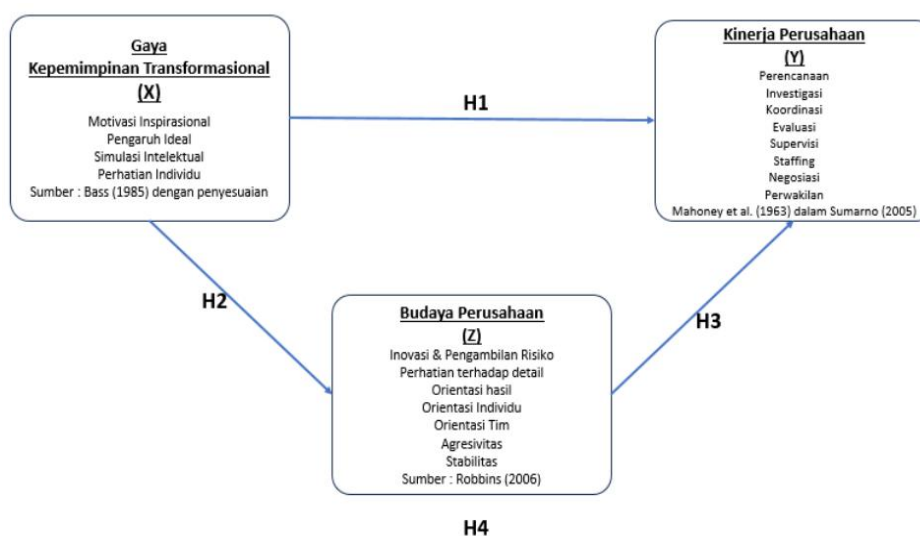 Gaya
Kepemimpinan Transformasional
(X)
Motivasi Inspirasional
Pengaruh Ideal
Simulasi Intelektual
Perhatian Individu
Sumber : Bass (1985) dengan penyesuaian
H1
Kinerja Perusahaan
(Y)
Perencanaan
Investigasi
Koordinasi
Evaluasi
Supervisi
Staffing
Negosiasi
Perwakilan
Mahoney et al. (1963) dalam Sumarno (2005)
H2
Budaya Perusahaan
(Z)
Inovasi & Pengambilan Risiko
Perhatian terhadap detail
Orientasi hasil
Orientasi Individu
Orientasi Tim
Agresivitas
Stabilitas
Sumber : Robbins (2006)
H3
H4